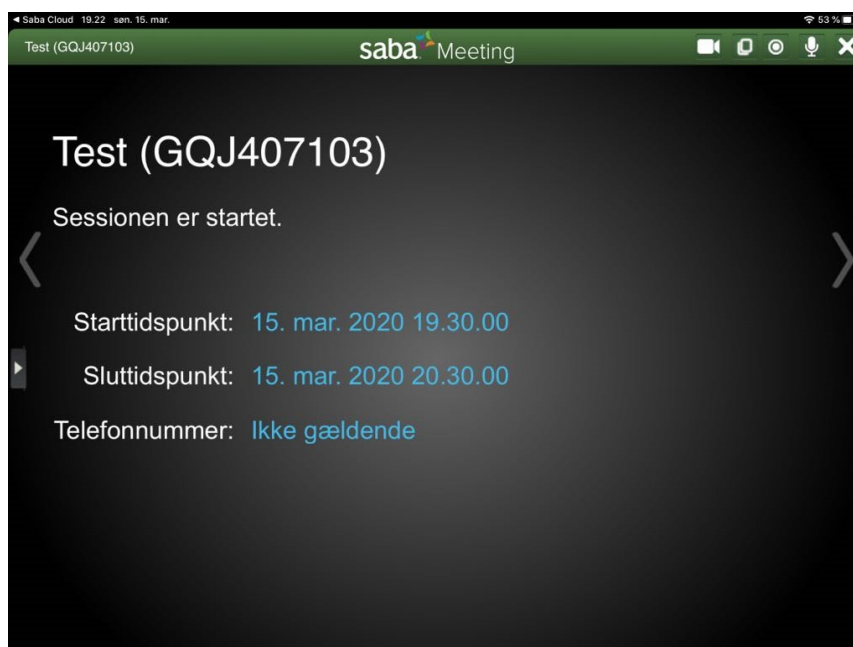 ◀ Saba Cloud 19.22 søn. 15. mar. 53 %
Test (GQJ407103) saba Meeting
Test (GQJ407103)
Sessionen er startet.
Starttidspunkt: 15. mar. 2020 19.30.00
Sluttidspunkt: 15. mar. 2020 20.30.00
Telefonnummer: Ikke gældende